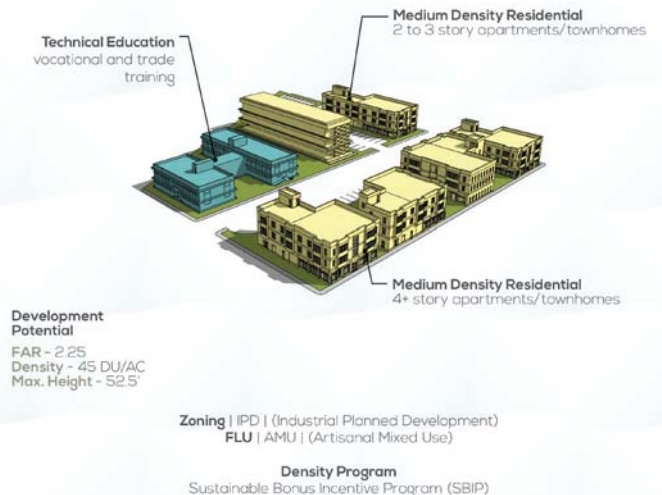 Medium Density Residential
2 to 3 story apartments/townhomes
Technical Education
vocational and trade
training
Medium Density Residential
4+ story apartments/townhomes
Development
Potential
FAR - 2.25
Density - 45 DU/AC
Max. Height - 52.5'
Zoning | IPD | (Industrial Planned Development)
FLU | AMU | (Artisanal Mixed Use)
Density Program
Sustainable Bonus Incentive Program (SBIP)